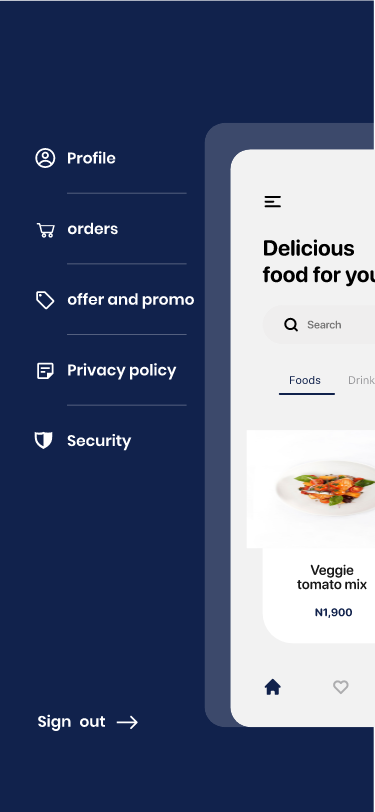 Profile
orders
offer and promo
Privacy policy
Security
Sign out
Delicious
food for you
Search
Foods
Drink
Veggie
tomato mix
N1,900